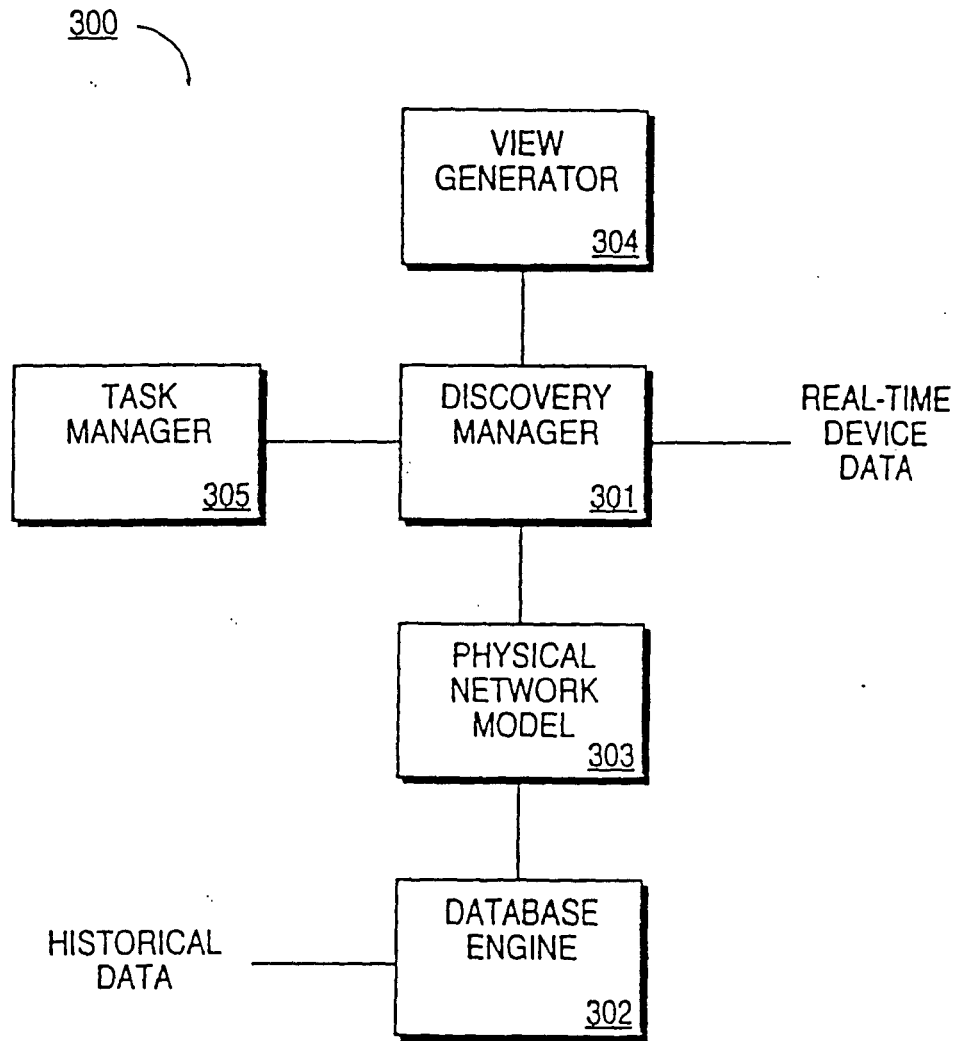 300
VIEW
GENERATOR
304
TASK
MANAGER
305
DISCOVERY
MANAGER
301
REAL-TIME
DEVICE
DATA
PHYSICAL
NETWORK
MODEL
303
HISTORICAL
DATA
DATABASE
ENGINE
302